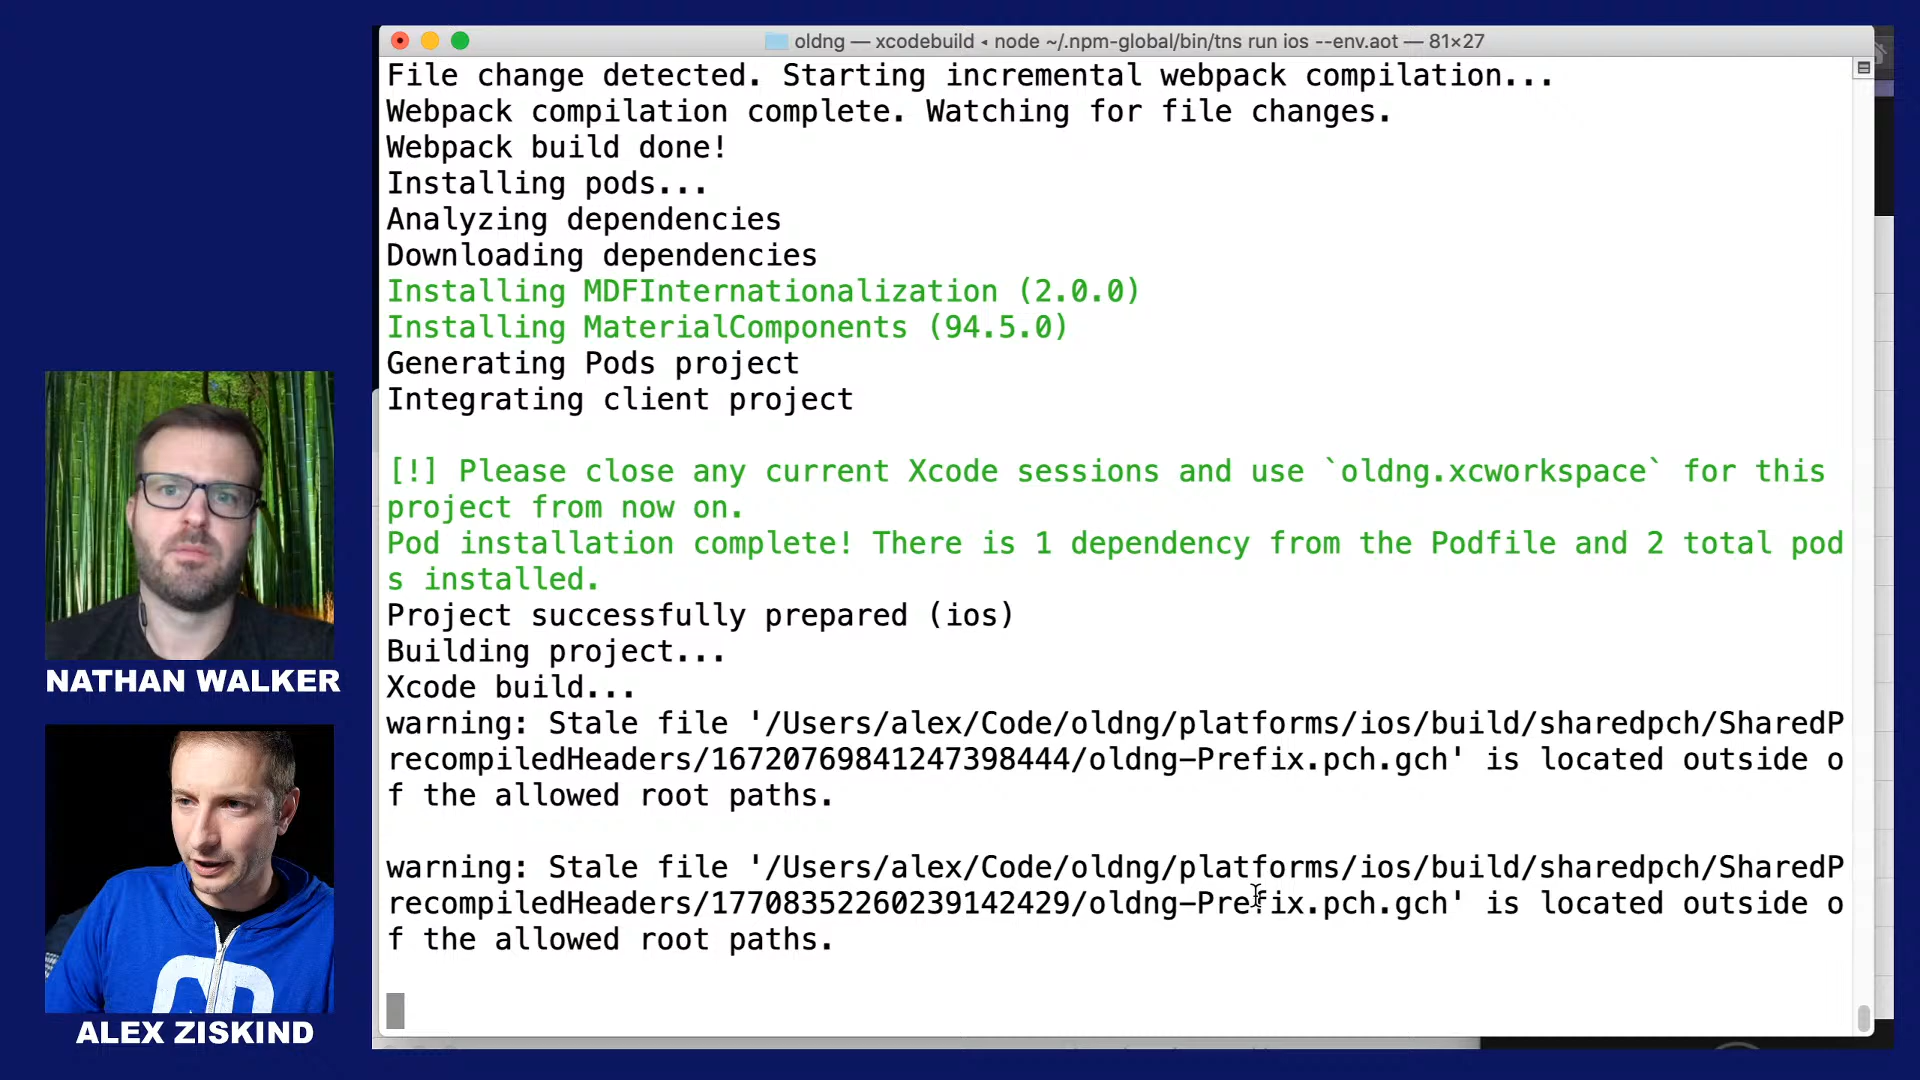 oldng — xcodebuild ◂ node ~/.npm-global/bin/tns run ios --env.aot — 81×27
File change detected. Starting incremental webpack compilation...
Webpack compilation complete. Watching for file changes.
Webpack build done!
Installing pods...
Analyzing dependencies
Downloading dependencies
Installing MDFInternationalization (2.0.0)
Installing MaterialComponents (94.5.0)
Generating Pods project
Integrating client project
[!] Please close any current Xcode sessions and use `oldng.xcworkspace` for this
project from now on.
Pod installation complete! There is 1 dependency from the Podfile and 2 total pod
s installed.
Project successfully prepared (ios)
Building project...
Xcode build...
warning: Stale file '/Users/alex/Code/oldng/platforms/ios/build/sharedpch/SharedP
recompiledHeaders/16720769841247398444/oldng-Prefix.pch.gch' is located outside o
f the allowed root paths.
warning: Stale file '/Users/alex/Code/oldng/platforms/ios/build/sharedpch/SharedP
recompiledHeaders/17708352260239142429/oldng-Prefix.pch.gch' is located outside o
f the allowed root paths.
NATHAN WALKER
ALEX ZISKIND